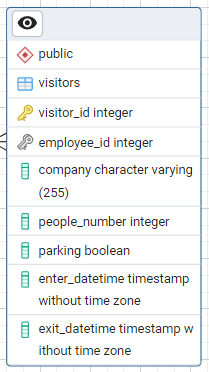 public
visitors
visitor_id integer
employee_id integer
company character varying
(255)
people_number integer
parking boolean
enter_datetime timestamp
without time zone
exit_datetime timestamp w
ithout time zone